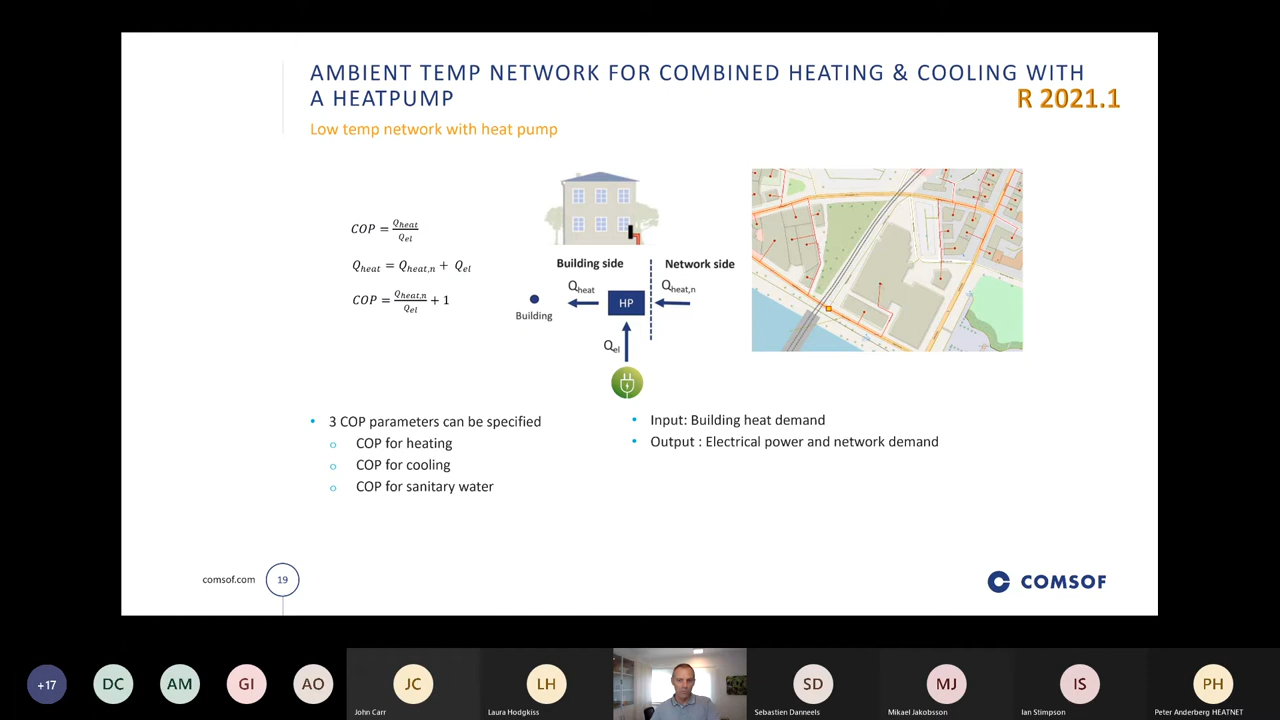 AMBIENT TEMP NETWORK FOR COMBINED HEATING & COOLING WITH
A HEATPUMP
R 2021.1
Low temp network with heat pump
COP = Qheat / Qel
Qheat = Qheat,n + Qel
COP = Qheat,n / Qel + 1
Building side
Network side
Qheat
Qheat,n
HP
Building
Qel
• 3 COP parameters can be specified
o COP for heating
o COP for cooling
o COP for sanitary water
• Input: Building heat demand
• Output : Electrical power and network demand
comsof.com
19
COMSOF
+17
DC
AM
GI
AO
JC
John Carr
LH
Laura Hodgkiss
SD
Sebastien Danneels
MJ
Mikael Jakobsson
IS
Ian Stimpson
PH
Peter Anderberg HEATNET